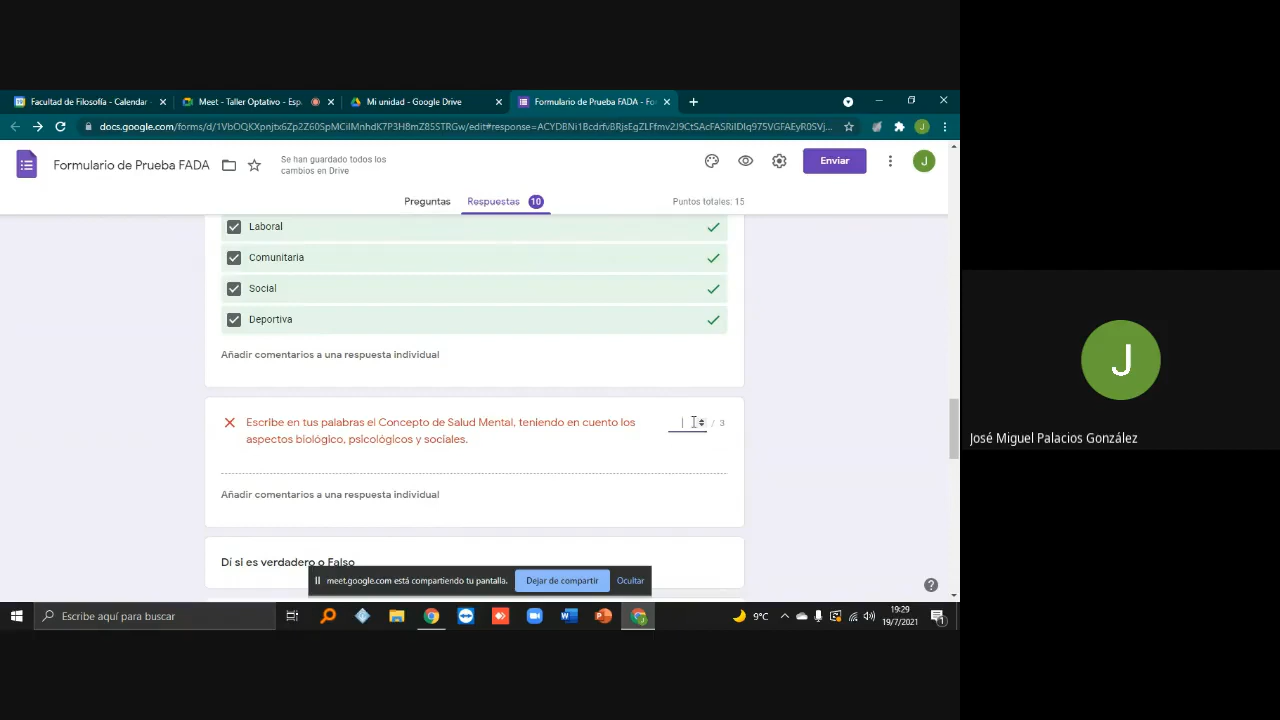 Facultad de Filosofía - Calendar
Meet - Taller Optativo - Esp
Mi unidad - Google Drive
Formulario de Prueba FADA - Fo
docs.google.com/forms/d/
Formulario de Prueba FADA
Se han guardado todos los
cambios en Drive
Enviar
J
Preguntas
Respuestas 10
Puntos totales: 15
Laboral
Comunitaria
Social
Deportiva
Añadir comentarios a una respuesta individual
Escribe en tus palabras el Concepto de Salud Mental, teniendo en cuento los
aspectos biológico, psicológicos y sociales.
/ 3
Añadir comentarios a una respuesta individual
Dí si es verdadero o Falso
meet.google.com está compartiendo tu pantalla.
Dejar de compartir
Ocultar
Escribe aquí para buscar
9°C
19:29
19/7/2021
J
José Miguel Palacios González